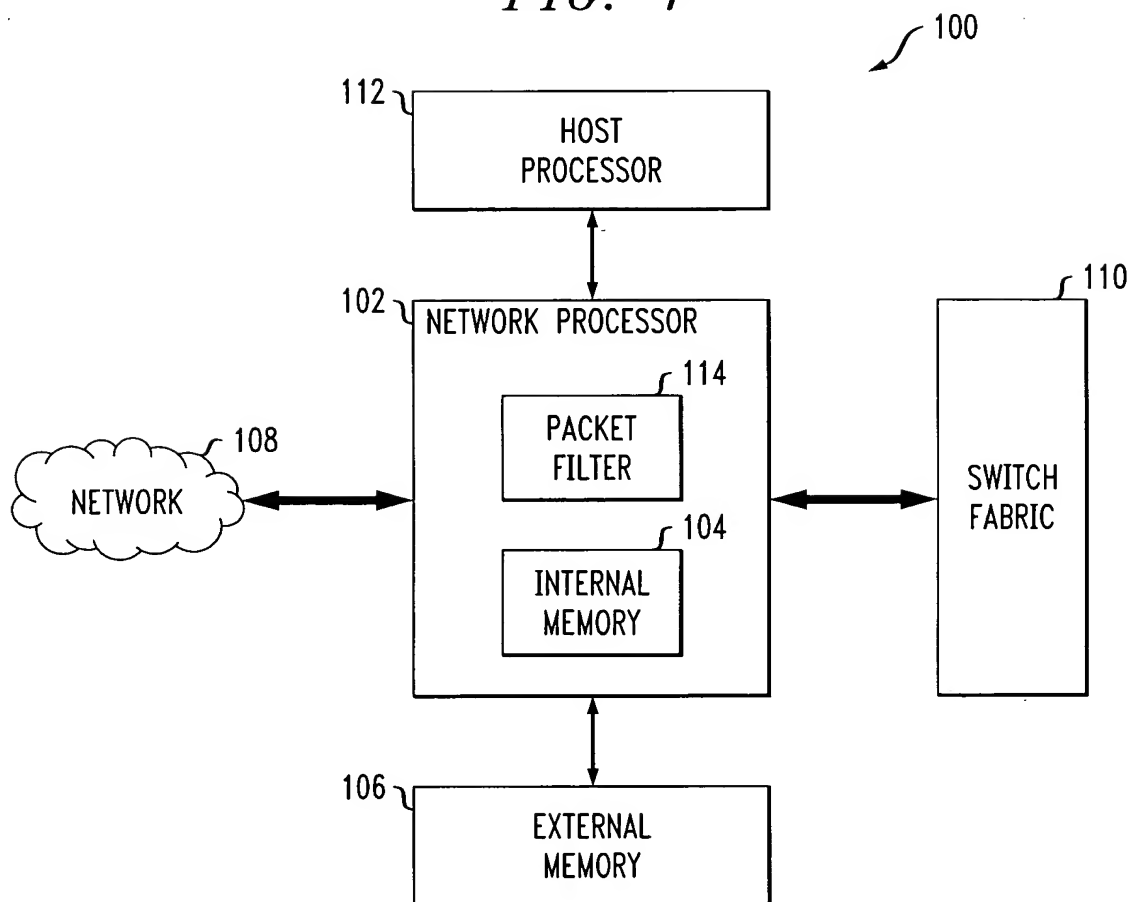 100
112
HOST
PROCESSOR
102
NETWORK PROCESSOR
110
114
PACKET
FILTER
108
NETWORK
SWITCH
FABRIC
104
INTERNAL
MEMORY
106
EXTERNAL
MEMORY